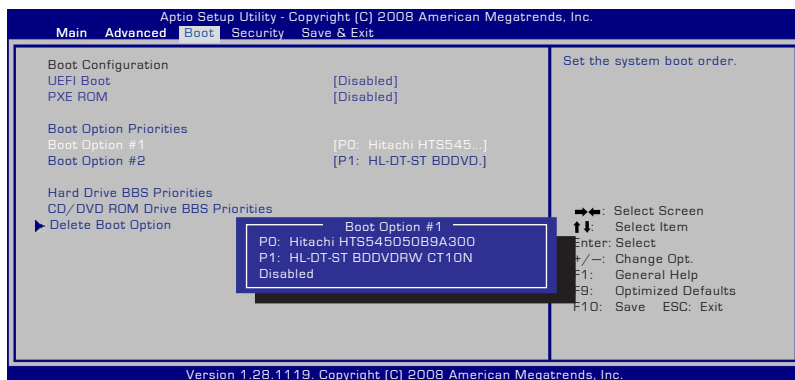 Aptio Setup Utility - Copyright (C) 2008 American Megatrends, Inc.
Main Advanced Boot Security Save & Exit
Boot Configuration
UEFI Boot [Disabled]
PXE ROM [Disabled]
Boot Option Priorities
Boot Option #1 [P0: Hitachi HTS545...]
Boot Option #2 [P1: HL-DT-ST BDDVD.]
Hard Drive BBS Priorities
CD/DVD ROM Drive BBS Priorities
Delete Boot Option
Boot Option #1
P0: Hitachi HTS545050B9A300
P1: HL-DT-ST BDDVDRW CT10N
Disabled
Set the system boot order.
→←: Select Screen
↑↓: Select Item
Enter: Select
+/—: Change Opt.
F1: General Help
F9: Optimized Defaults
F10: Save ESC: Exit
Version 1.28.1119. Copyright (C) 2008 American Megatrends, Inc.